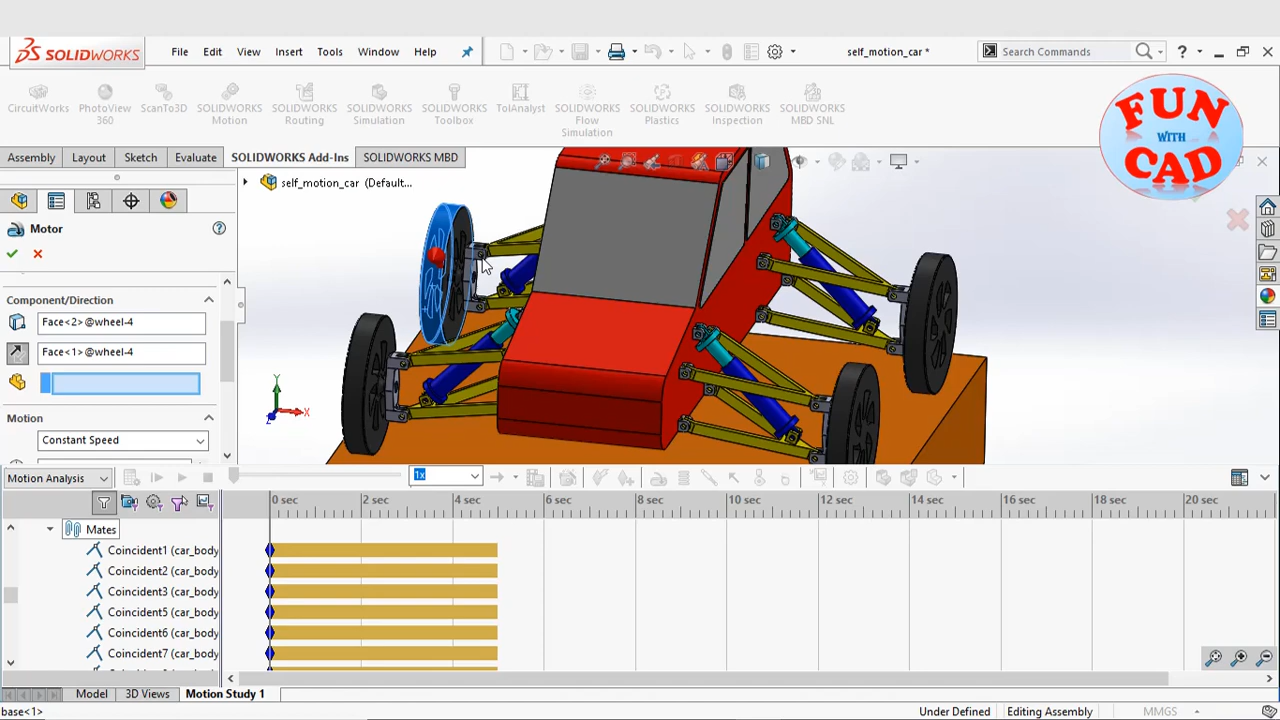 SOLIDWORKS
File Edit View Insert Tools Window Help
self_motion_car *
Search Commands
?
CircuitWorks
PhotoView
360
ScanTo3D
SOLIDWORKS
Motion
SOLIDWORKS
Routing
SOLIDWORKS
Simulation
SOLIDWORKS
Toolbox
TolAnalyst
SOLIDWORKS
Flow
Simulation
SOLIDWORKS
Plastics
SOLIDWORKS
Inspection
SOLIDWORKS
MBD SNL
FUN
WITH
CAD
Assembly Layout Sketch Evaluate SOLIDWORKS Add-Ins SOLIDWORKS MBD
self_motion_car (Default...
Motor
Component/Direction
Face<2>@wheel-4
Face<1>@wheel-4
Motion
Constant Speed
Y
X
Z
Motion Analysis
1x
0 sec 2 sec 4 sec 6 sec 8 sec 10 sec 12 sec 14 sec 16 sec 18 sec 20 sec
Mates
Coincident1 (car_body
Coincident2 (car_body
Coincident3 (car_body
Coincident5 (car_body
Coincident6 (car_body
Coincident7 (car_body
Model 3D Views Motion Study 1
base<1>
Under Defined Editing Assembly MMGS